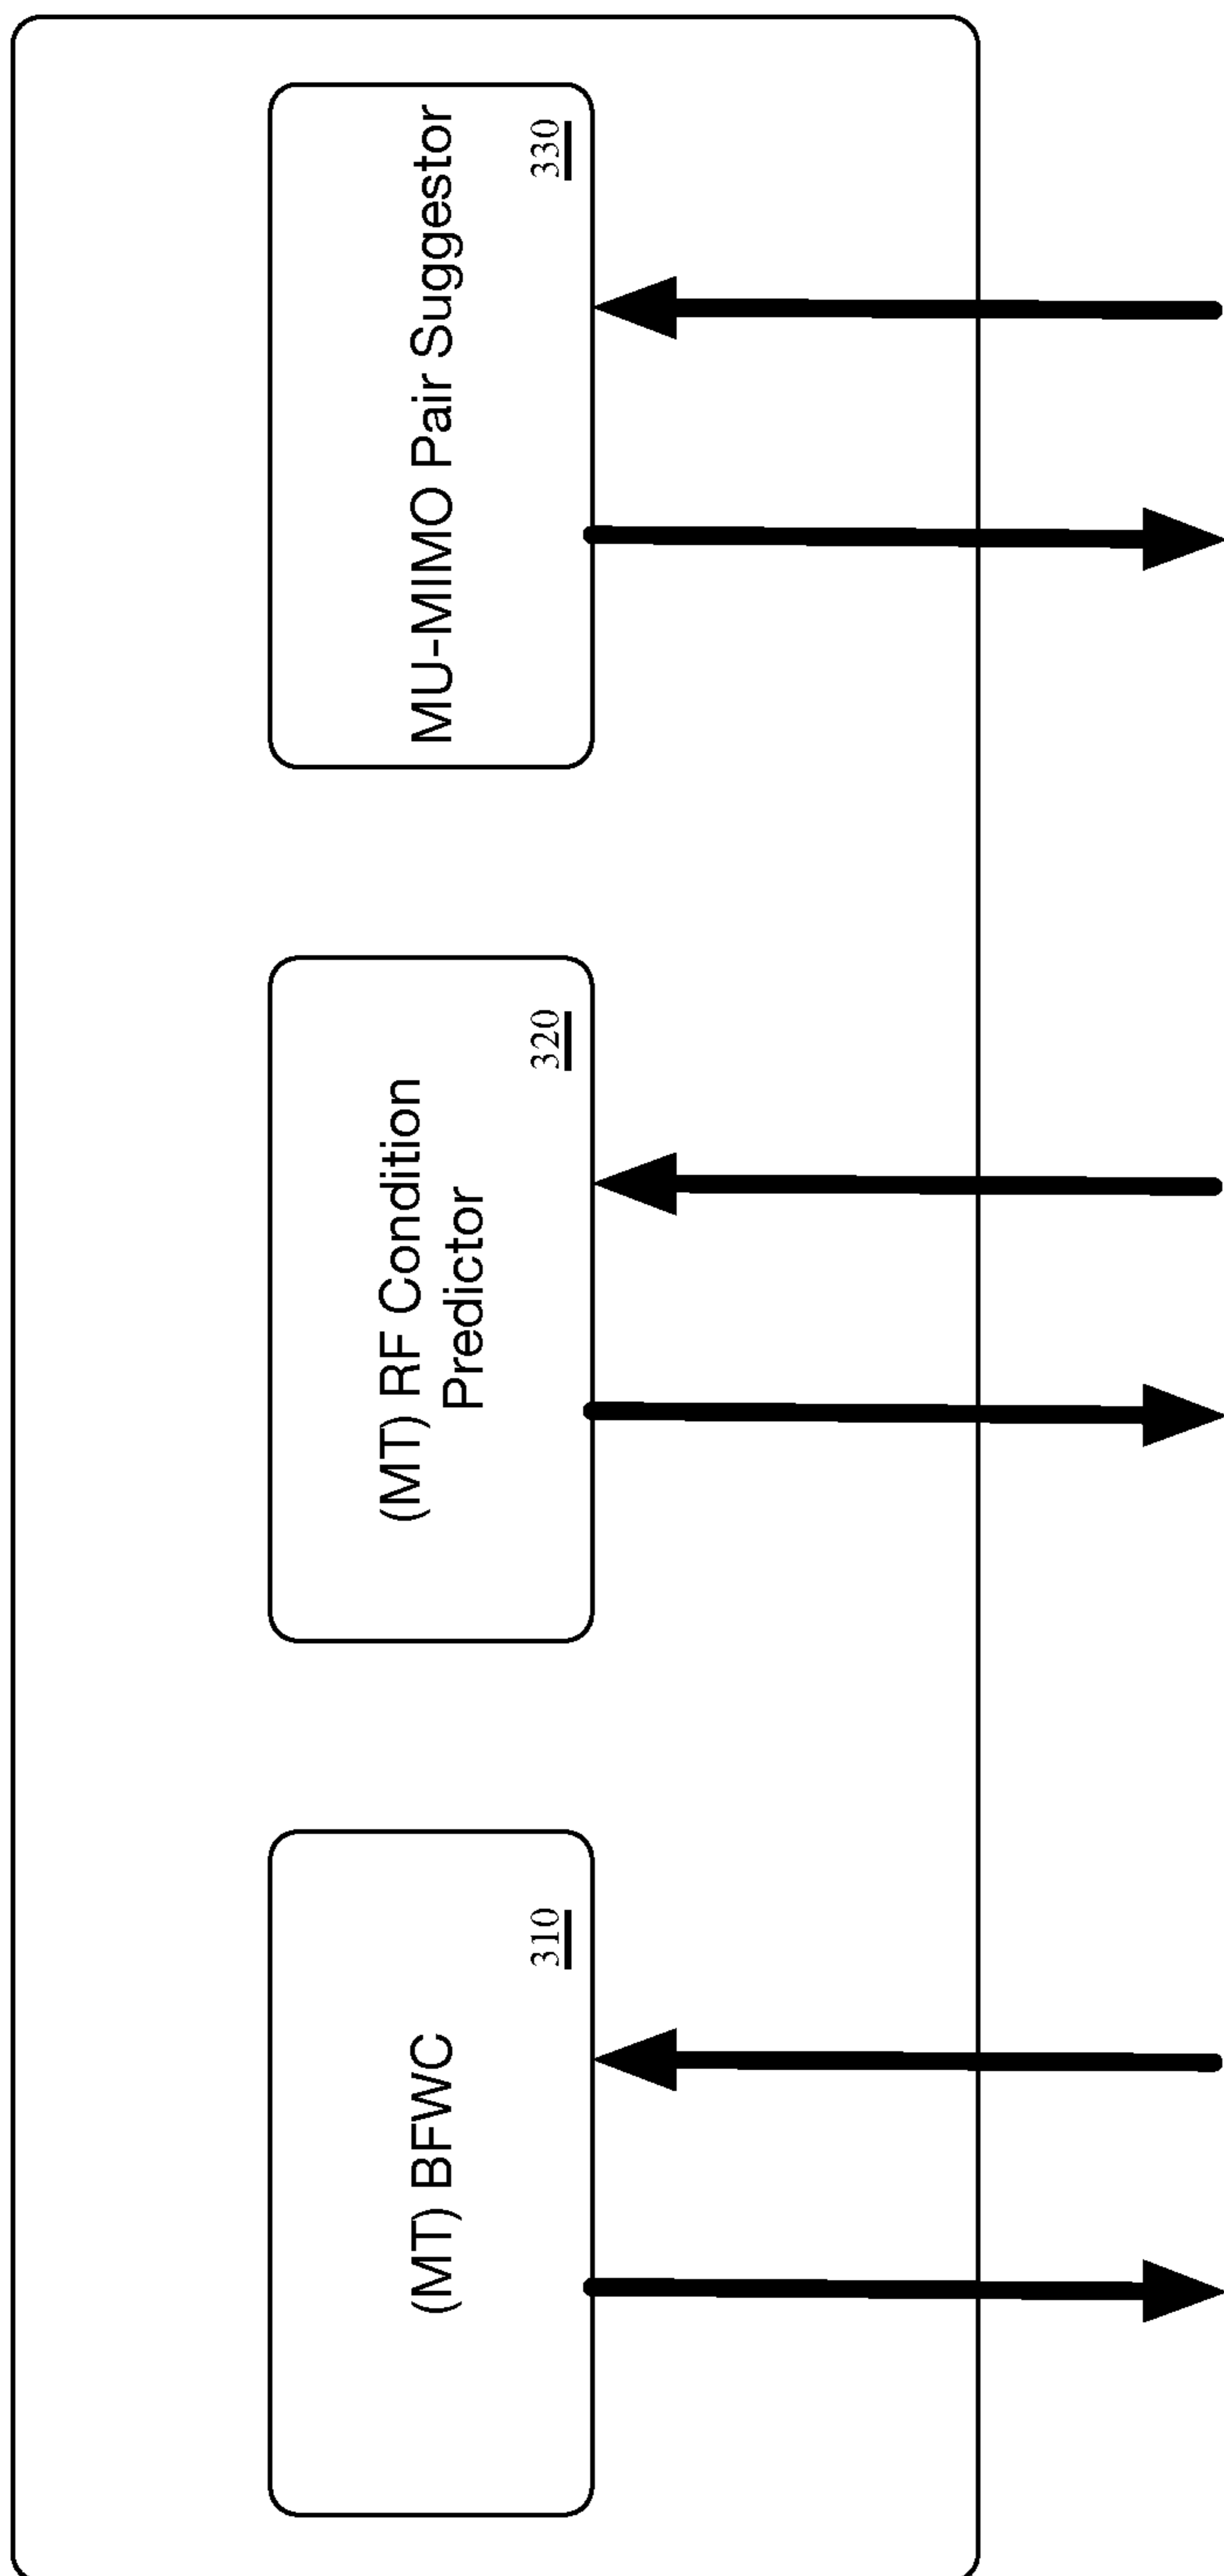 (MT) BFWC
310
(MT) RF Condition
Predictor
320
MU-MIMO Pair Suggestor
330